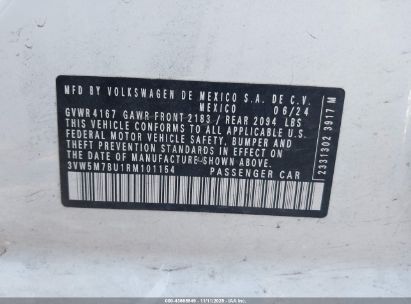 MFD BY VOLKSWAGEN DE MEXICO S.A. DE C.V.
MEXICO 06/24
GVWR 4167 GAWR FRONT 2183 / REAR 2094 LBS
THIS VEHICLE CONFORMS TO ALL APPLICABLE U.S.
FEDERAL MOTOR VEHICLE SAFETY, BUMPER AND
THEFT PREVENTION STANDARDS IN EFFECT ON
THE DATE OF MANUFACTURE SHOWN ABOVE.
3VW5M7BU1RM101154
PASSENGER CAR
2331302 3917 M